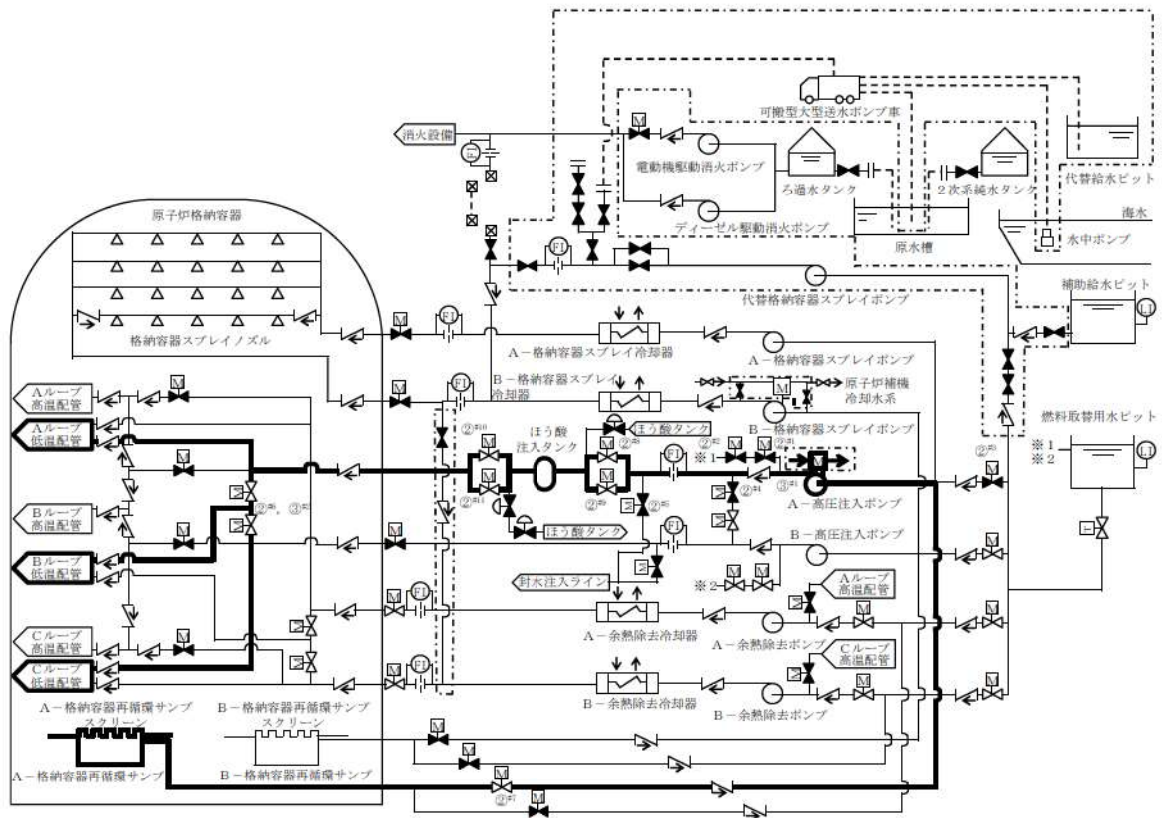 消火設備
FI
M
可搬型大型送水ポンプ車
電動機駆動消火ポンプ
ろ過水タンク
2次系純水タンク
代替給水ピット
ディーゼル駆動消火ポンプ
原水槽
海水
水中ポンプ
原子炉格納容器
FI
代替格納容器スプレイポンプ
補助給水ピット
LI
格納容器スプレイノズル
M
FI
A-格納容器スプレイ冷却器
A-格納容器スプレイポンプ
B-格納容器スプレイ
冷却器
M
FI
M
原子炉補機
冷却水系
B-格納容器スプレイポンプ
燃料取替用水ピット
※1
※2
LI
Aループ
高温配管
M
Aループ
低温配管
ほう酸
注入タンク
ほう酸タンク
※1
FI
M
A-高圧注入ポンプ
Bループ
高温配管
M
ほう酸タンク
FI
B-高圧注入ポンプ
Bループ
低温配管
封水注入ライン
※2
Aループ
高温配管
M
FI
A-余熱除去冷却器
A-余熱除去ポンプ
Cループ
高温配管
M
Cループ
高温配管
Cループ
低温配管
M
FI
B-余熱除去冷却器
B-余熱除去ポンプ
A-格納容器再循環サンプ
スクリーン
B-格納容器再循環サンプ
スクリーン
A-格納容器再循環サンプ
B-格納容器再循環サンプ
M
M
M
M